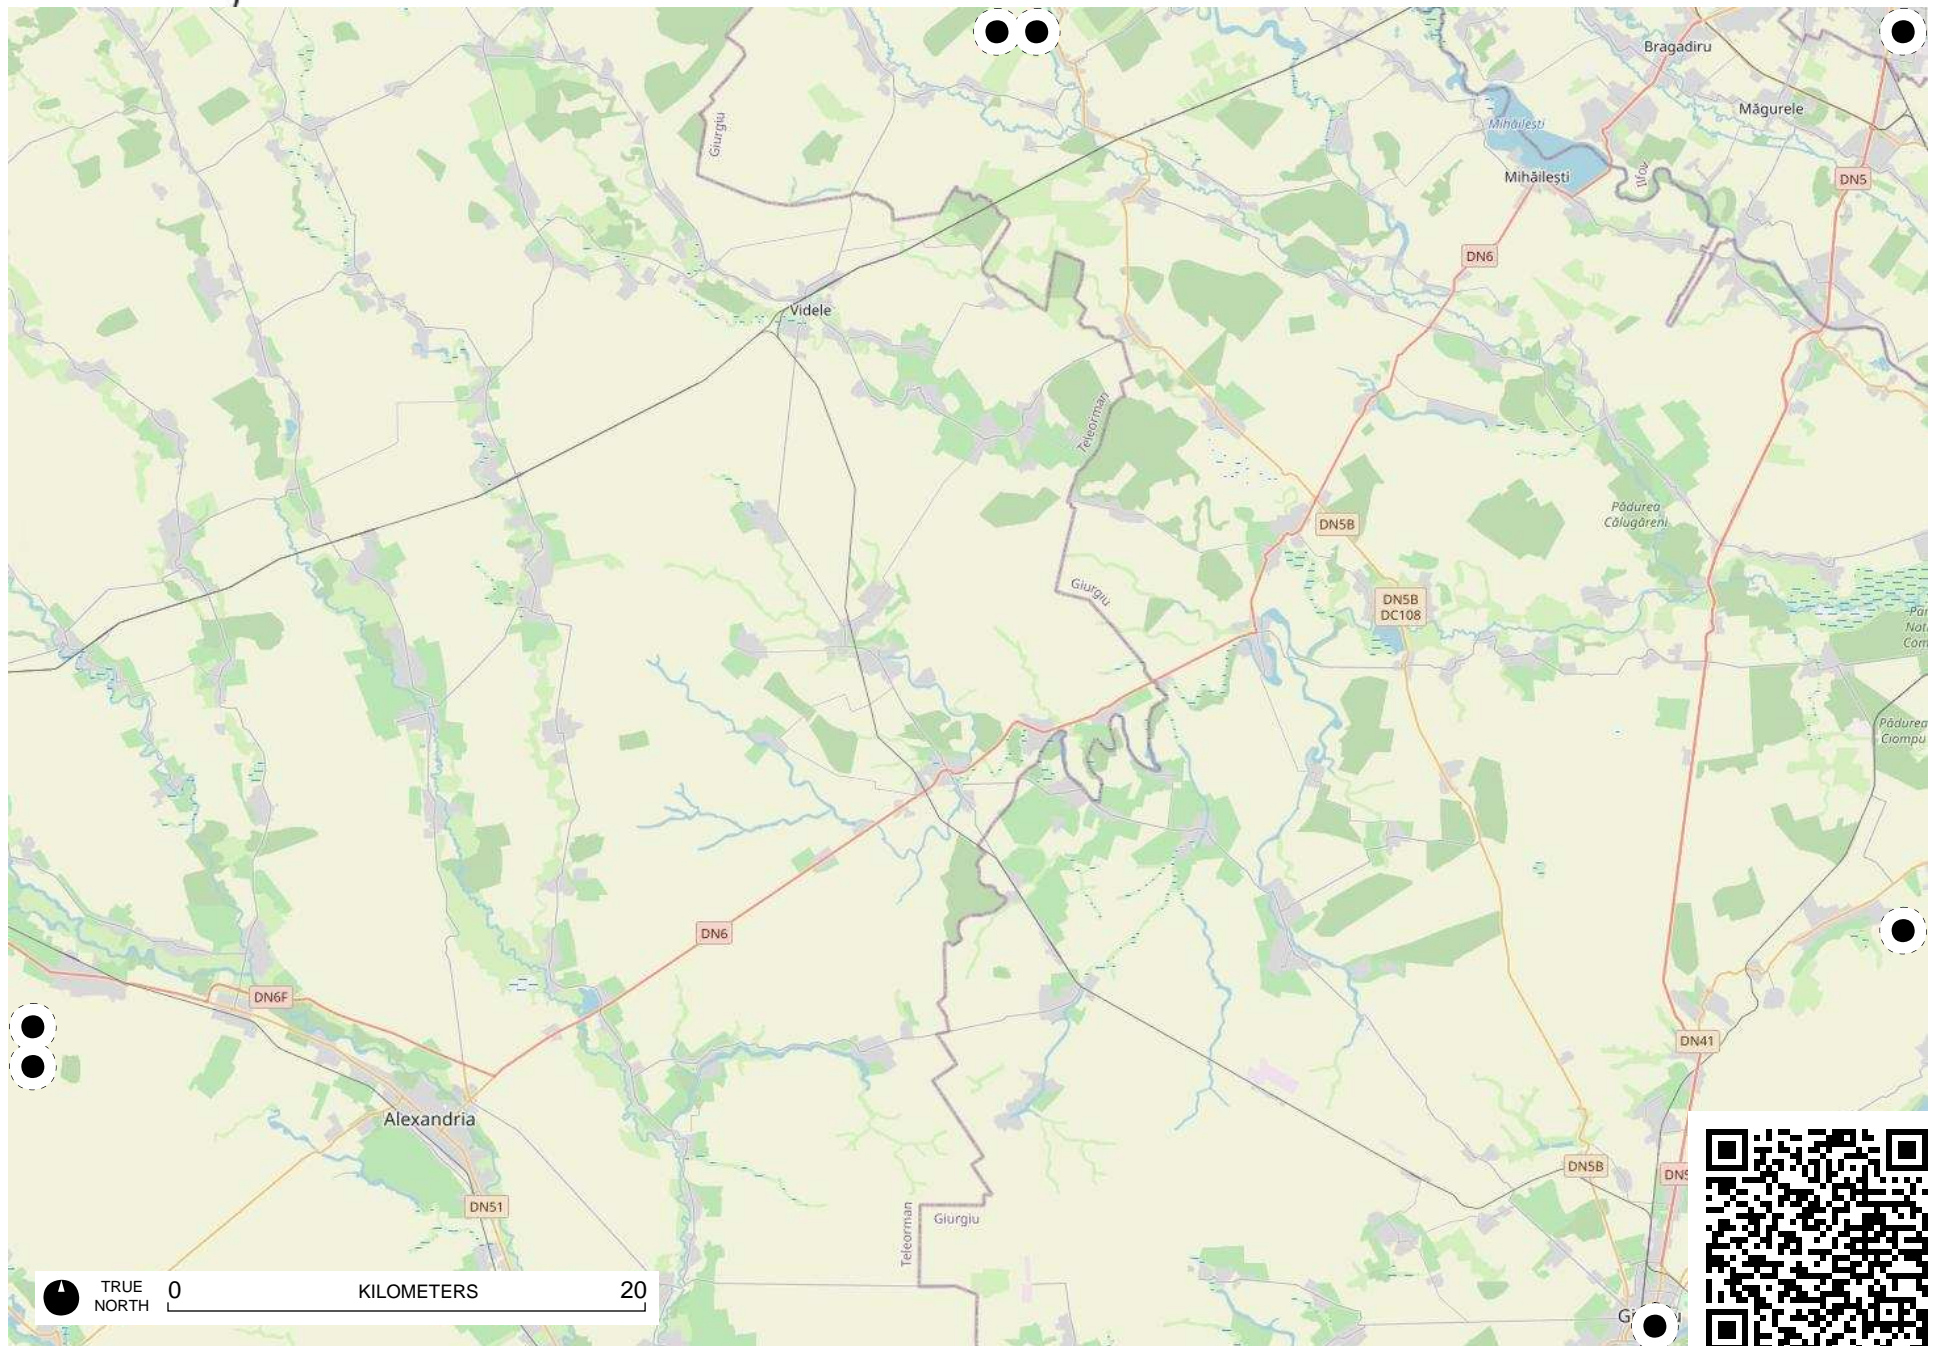 Bragadiru
Măgurele
Giurgiu
Mihăilești
Mihăilești
Ilfov
DN5
DN6
Videle
Teleorman
Pădurea
Călugăreni
DN5B
Giurgiu
DN5B
DC108
Pădurea
Ciompu
DN6
DN6F
DN41
Alexandria
DN5B
DN51
Teleorman
Giurgiu
TRUE
NORTH
0
KILOMETERS
20